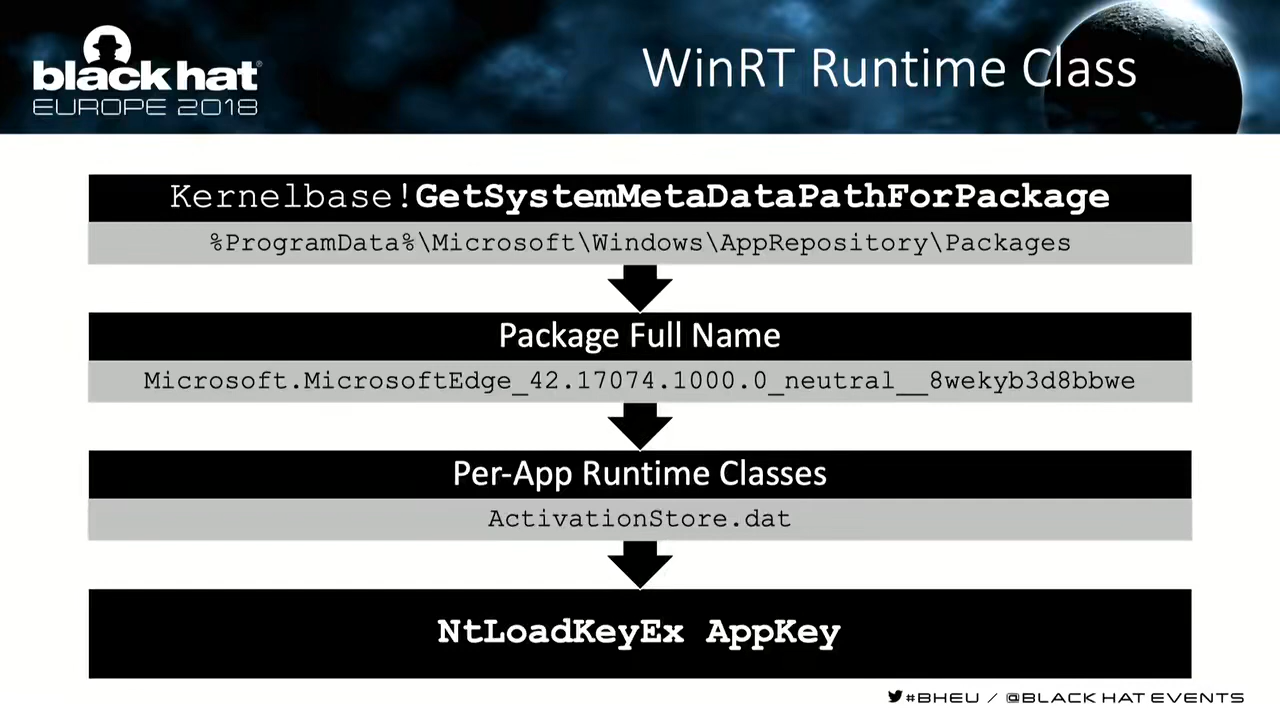 black hat®
EUROPE 2018
WinRT Runtime Class
Kernelbase!GetSystemMetaDataPathForPackage
%ProgramData%\Microsoft\Windows\AppRepository\Packages
Package Full Name
Microsoft.MicrosoftEdge_42.17074.1000.0_neutral__8wekyb3d8bbwe
Per-App Runtime Classes
ActivationStore.dat
NtLoadKeyEx AppKey
#BHEU / @BLACK HAT EVENTS